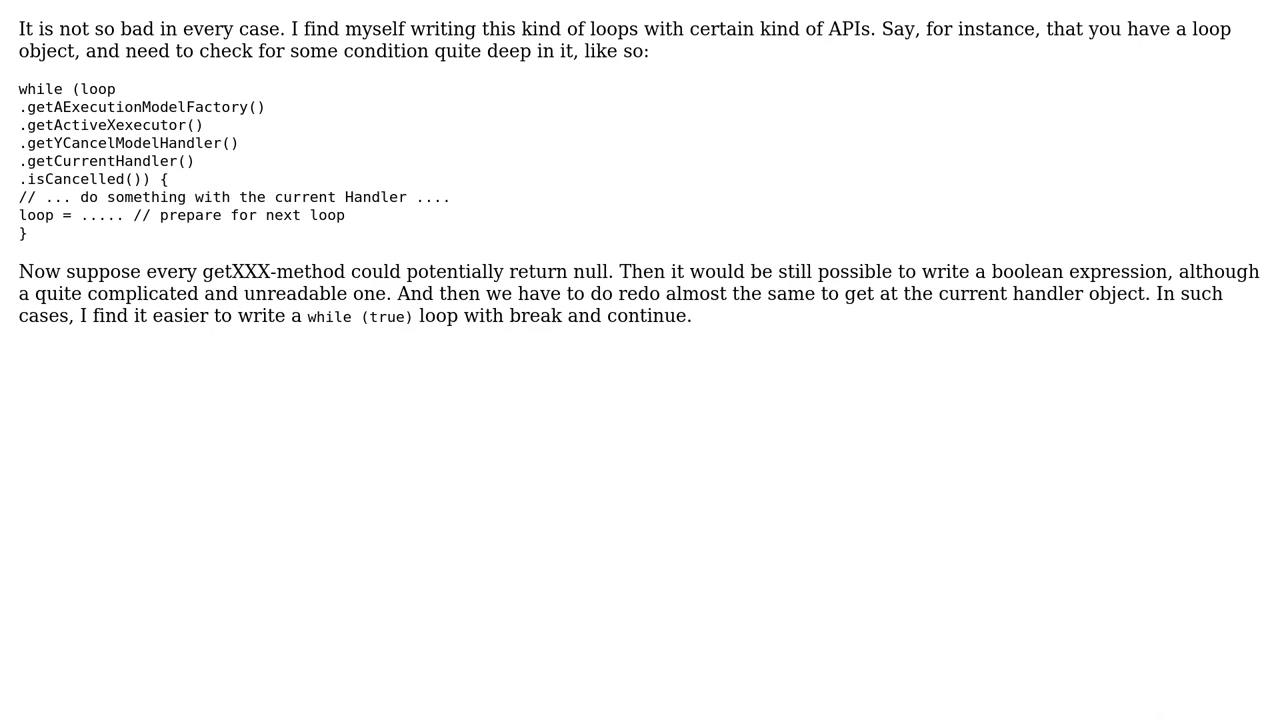 It is not so bad in every case. I find myself writing this kind of loops with certain kind of APIs. Say, for instance, that you have a loop
object, and need to check for some condition quite deep in it, like so:
while (loop
.getAExecutionModelFactory()
.getActiveXexecutor()
.getYCancelModelHandler()
.getCurrentHandler()
.isCancelled()) {
// ... do something with the current Handler ....
loop = ..... // prepare for next loop
}
Now suppose every getXXX-method could potentially return null. Then it would be still possible to write a boolean expression, although
a quite complicated and unreadable one. And then we have to do redo almost the same to get at the current handler object. In such
cases, I find it easier to write a while (true) loop with break and continue.